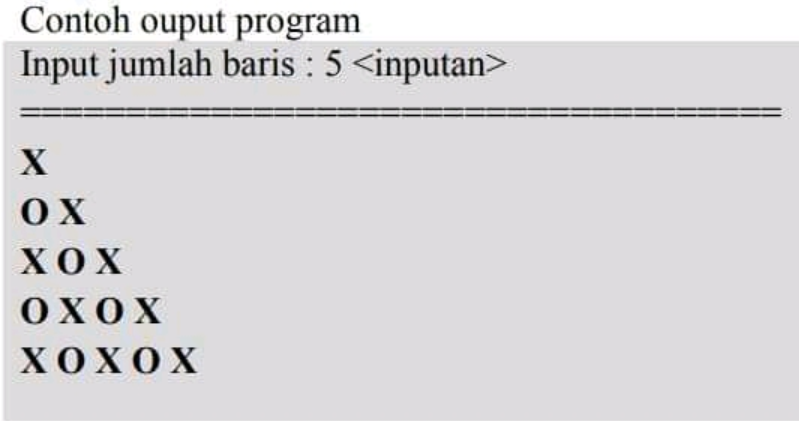 Contoh ouput program
Input jumlah baris : 5 <inputan>
======================================
X
O X
X O X
O X O X
X O X O X